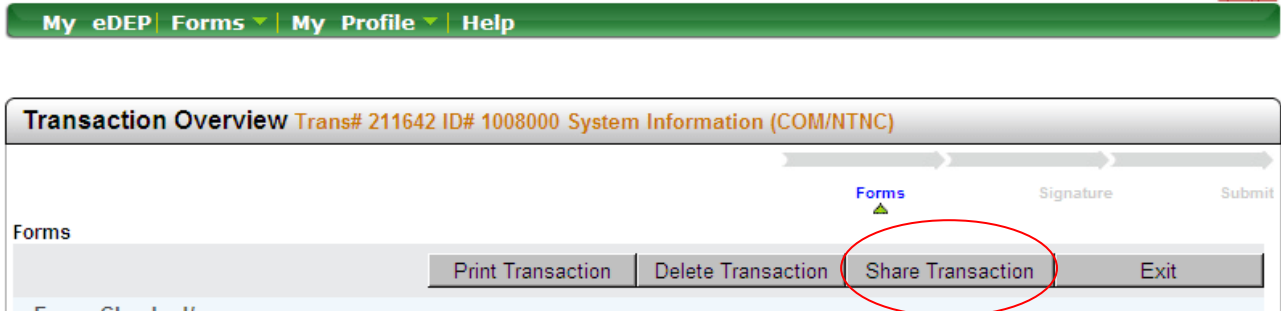 My eDEP | Forms | My Profile | Help
Transaction Overview Trans# 211642 ID# 1008000 System Information (COM/NTNC)
Forms Signature Submit
Forms
Print Transaction Delete Transaction Share Transaction Exit